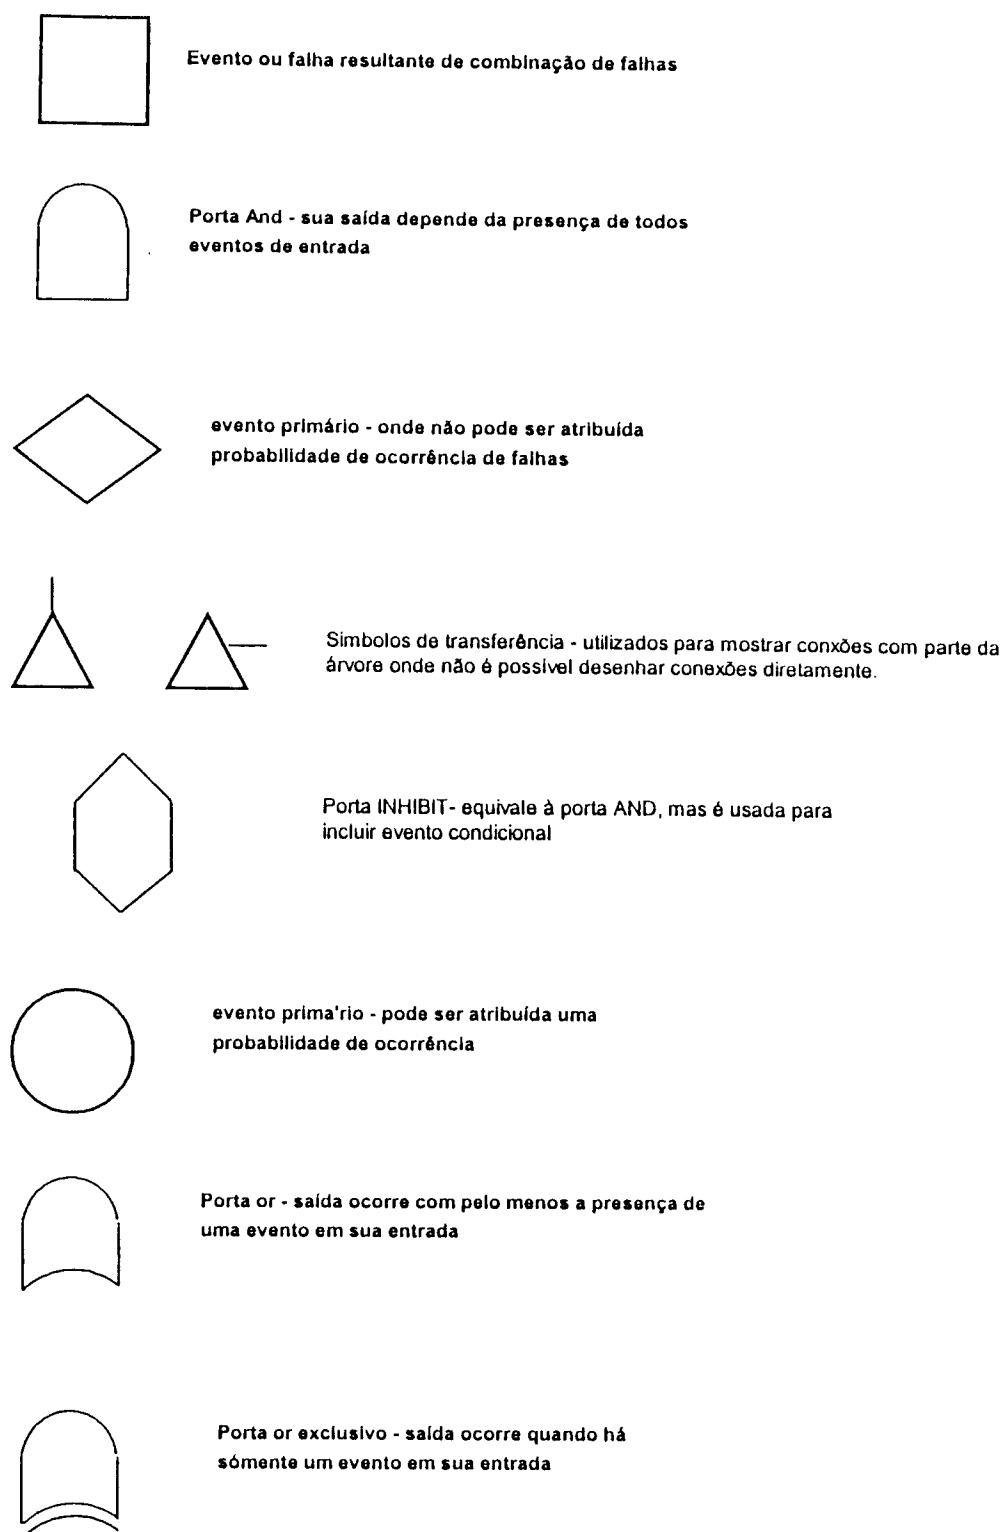 Evento ou falha resultante de combinação de falhas
Porta And - sua saída depende da presença de todos
eventos de entrada
evento primário - onde não pode ser atribuída
probabilidade de ocorrência de falhas
Simbolos de transferência - utilizados para mostrar conxões com parte da
árvore onde não é possível desenhar conexões diretamente.
Porta INHIBIT- equivale à porta AND, mas é usada para
incluir evento condicional
evento prima'rio - pode ser atribuída uma
probabilidade de ocorrência
Porta or - saída ocorre com pelo menos a presença de
uma evento em sua entrada
Porta or exclusivo - saída ocorre quando há
sómente um evento em sua entrada